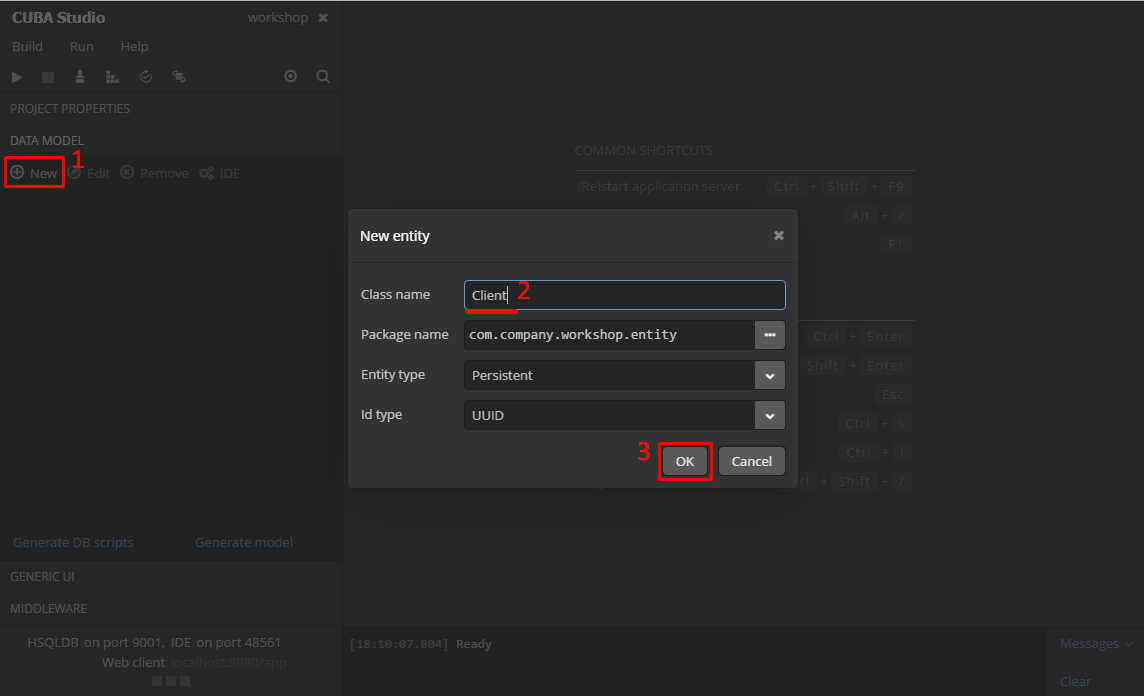 CUBA Studio workshop ✖
Build Run Help
PROJECT PROPERTIES
DATA MODEL
1
New Edit Remove IDE
COMMON SHORTCUTS
(Re)start application server Ctrl + Shift + F9
Alt + /
F1
New entity ✖
Class name Client 2
Package name com.company.workshop.entity
Entity type Persistent
Id type UUID
3 OK Cancel
Ctrl + Enter
Shift + Enter
Esc
Ctrl + \
Ctrl + I
+ Shift + /
Generate DB scripts Generate model
GENERIC UI
MIDDLEWARE
HSQLDB on port 9001, IDE on port 48561
Web client localhost:8080/app
[18:10:07.804] Ready
Messages
Clear